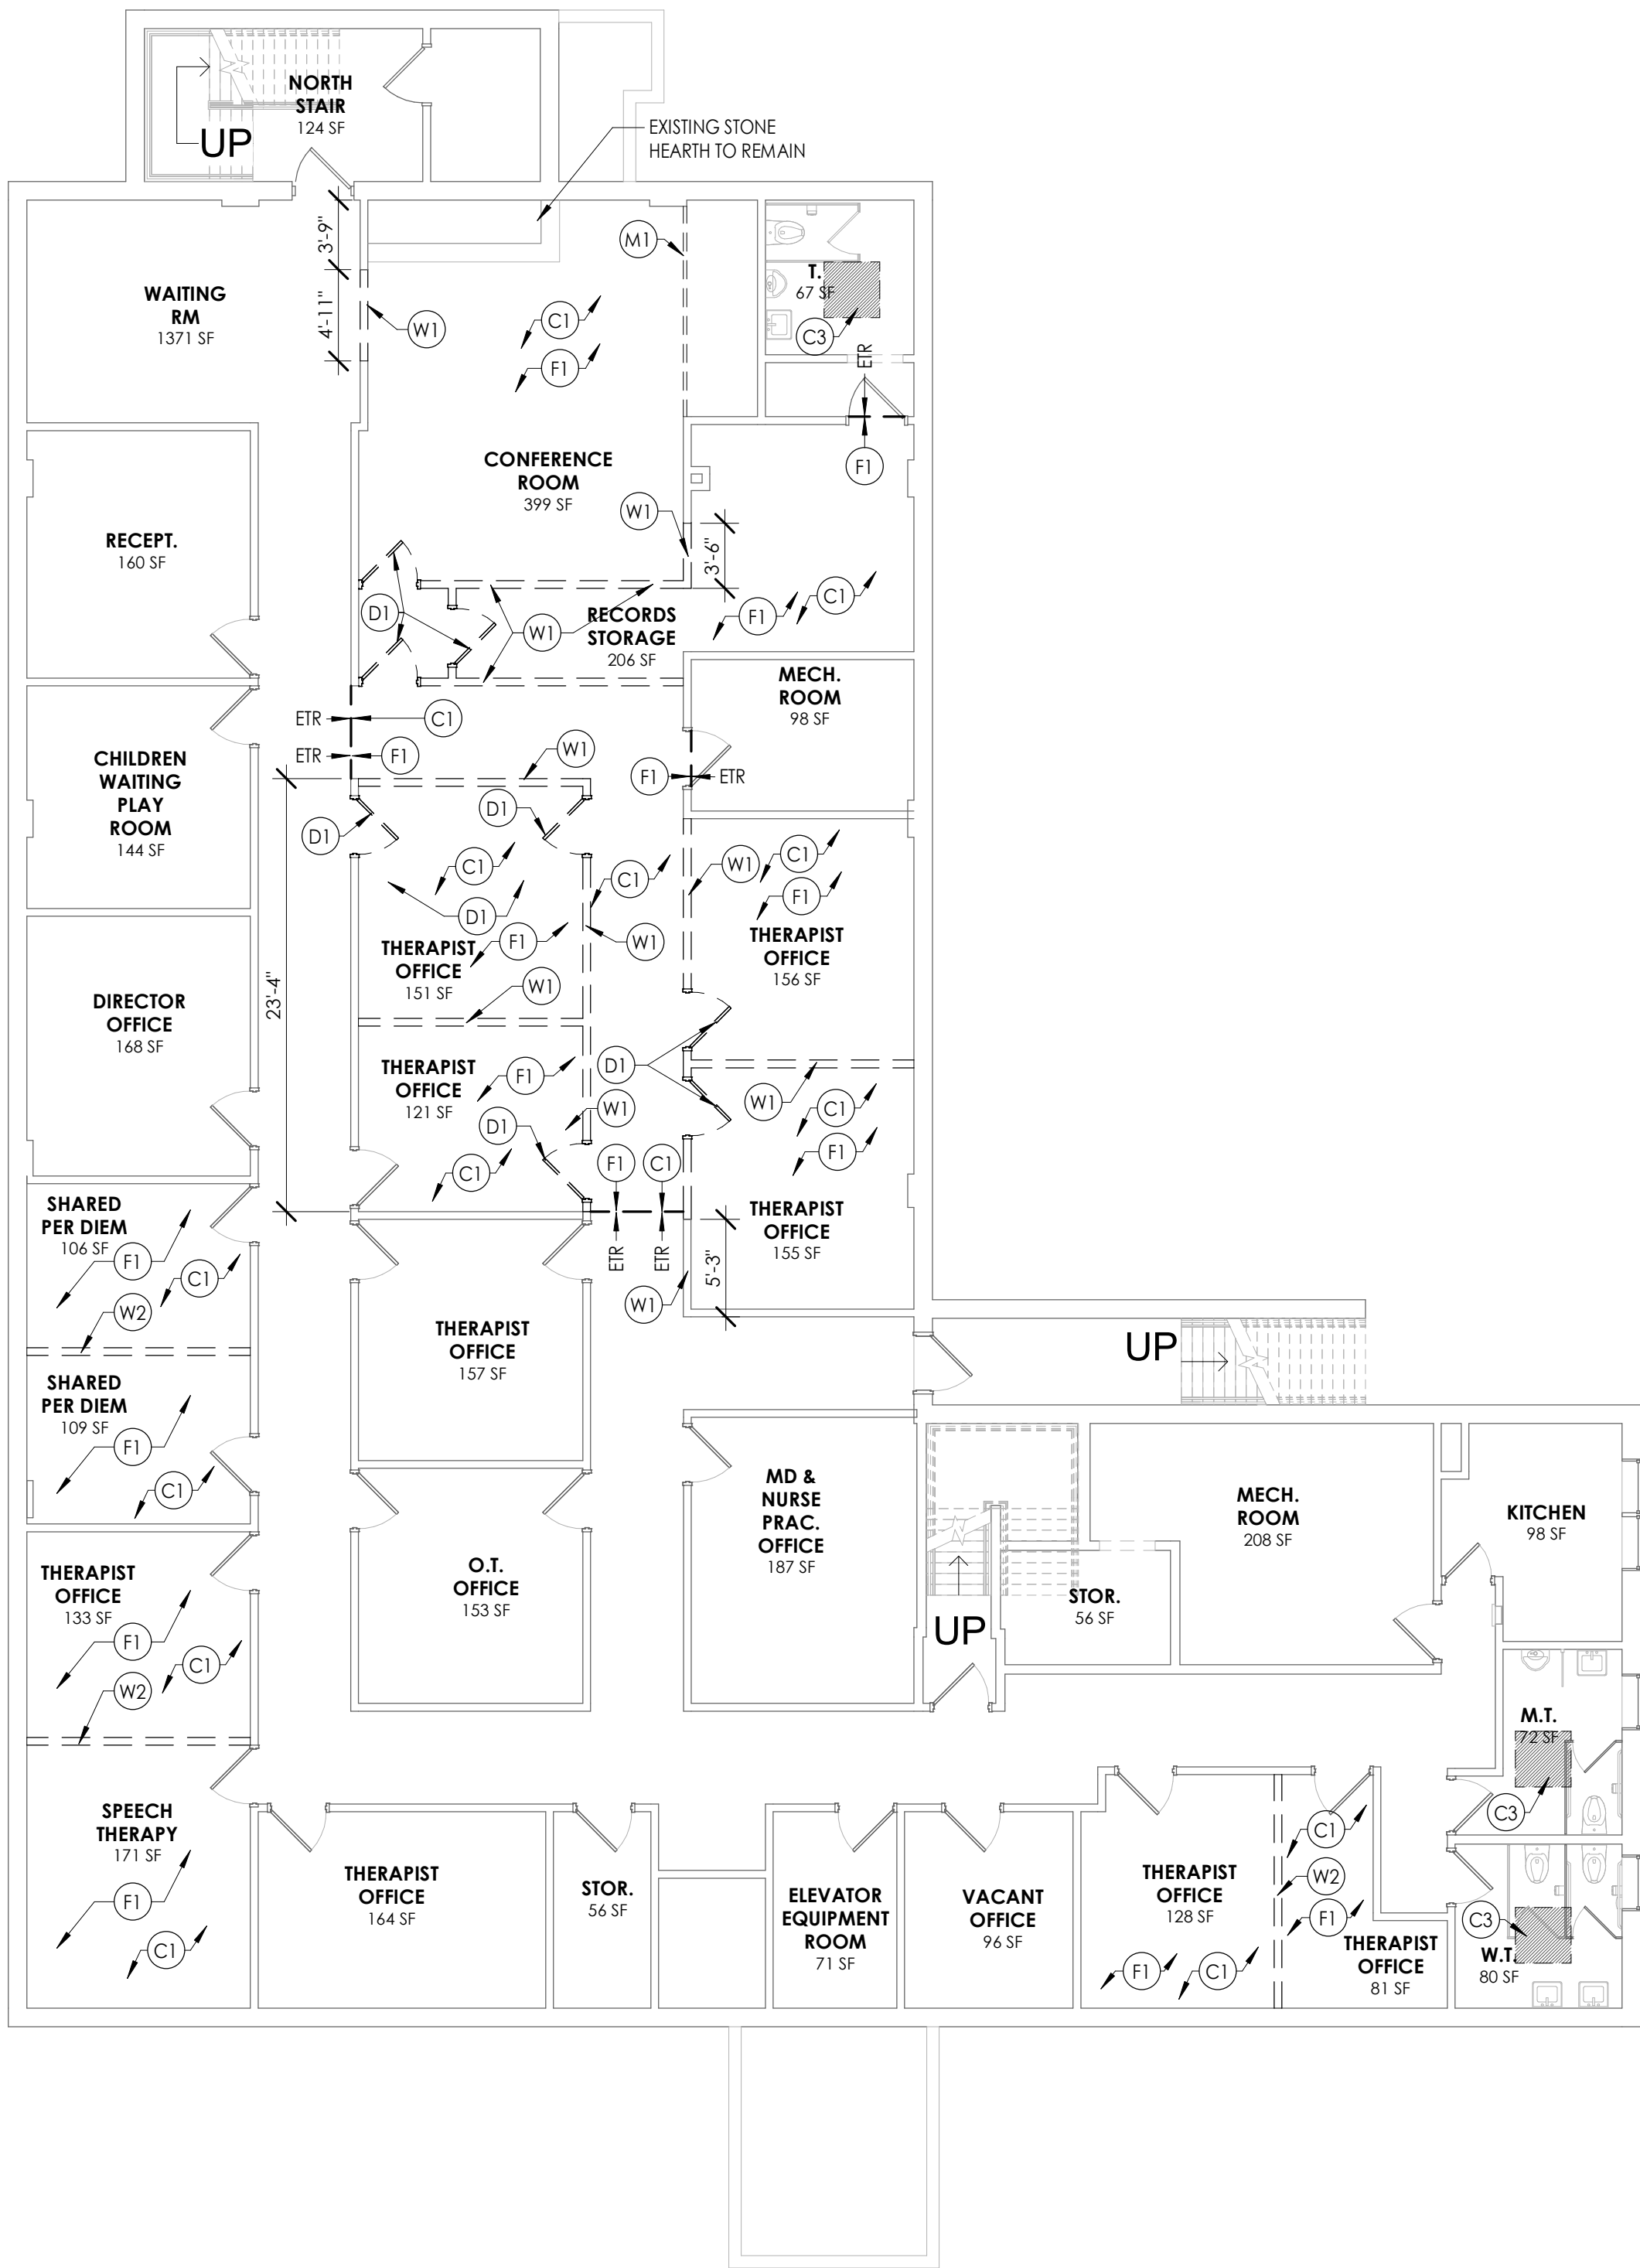 NORTH
STAIR
124 SF
UP
EXISTING STONE
HEARTH TO REMAIN
3'-9"
M1
T.
67 SF
WAITING
RM
1371 SF
4'-11"
W1
C1
C3
F1
ETR
CONFERENCE
ROOM
399 SF
F1
W1
RECEPT.
160 SF
3'-6"
D1
W1
RECORDS
STORAGE
206 SF
F1
C1
MECH.
ROOM
98 SF
ETR
C1
ETR
F1
W1
F1
ETR
CHILDREN
WAITING
PLAY
ROOM
144 SF
D1
D1
C1
C1
W1
C1
D1
F1
F1
W1
THERAPIST
OFFICE
151 SF
THERAPIST
OFFICE
156 SF
W1
23'-4"
DIRECTOR
OFFICE
168 SF
THERAPIST
OFFICE
121 SF
F1
D1
W1
D1
W1
C1
F1
C1
F1
C1
SHARED
PER DIEM
106 SF
F1
C1
W2
THERAPIST
OFFICE
155 SF
ETR
ETR
5'-3"
W1
THERAPIST
OFFICE
157 SF
UP
SHARED
PER DIEM
109 SF
F1
C1
MD &
NURSE
PRAC.
OFFICE
187 SF
MECH.
ROOM
208 SF
KITCHEN
98 SF
O.T.
OFFICE
153 SF
THERAPIST
OFFICE
133 SF
F1
C1
W2
STOR.
56 SF
UP
M.T.
72 SF
C3
SPEECH
THERAPY
171 SF
F1
C1
THERAPIST
OFFICE
164 SF
STOR.
56 SF
ELEVATOR
EQUIPMENT
ROOM
71 SF
VACANT
OFFICE
96 SF
THERAPIST
OFFICE
128 SF
F1
C1
C1
W2
F1
THERAPIST
OFFICE
81 SF
C3
W.T.
80 SF